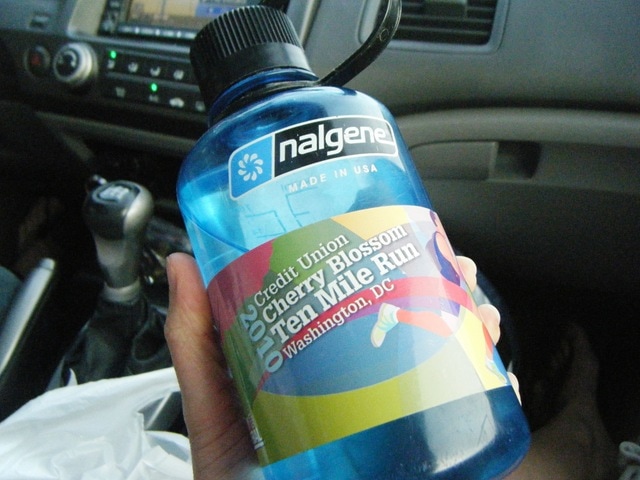 nalgene
MADE IN USA
2010
Credit Union
Cherry Blossom
Ten Mile Run
Washington, DC